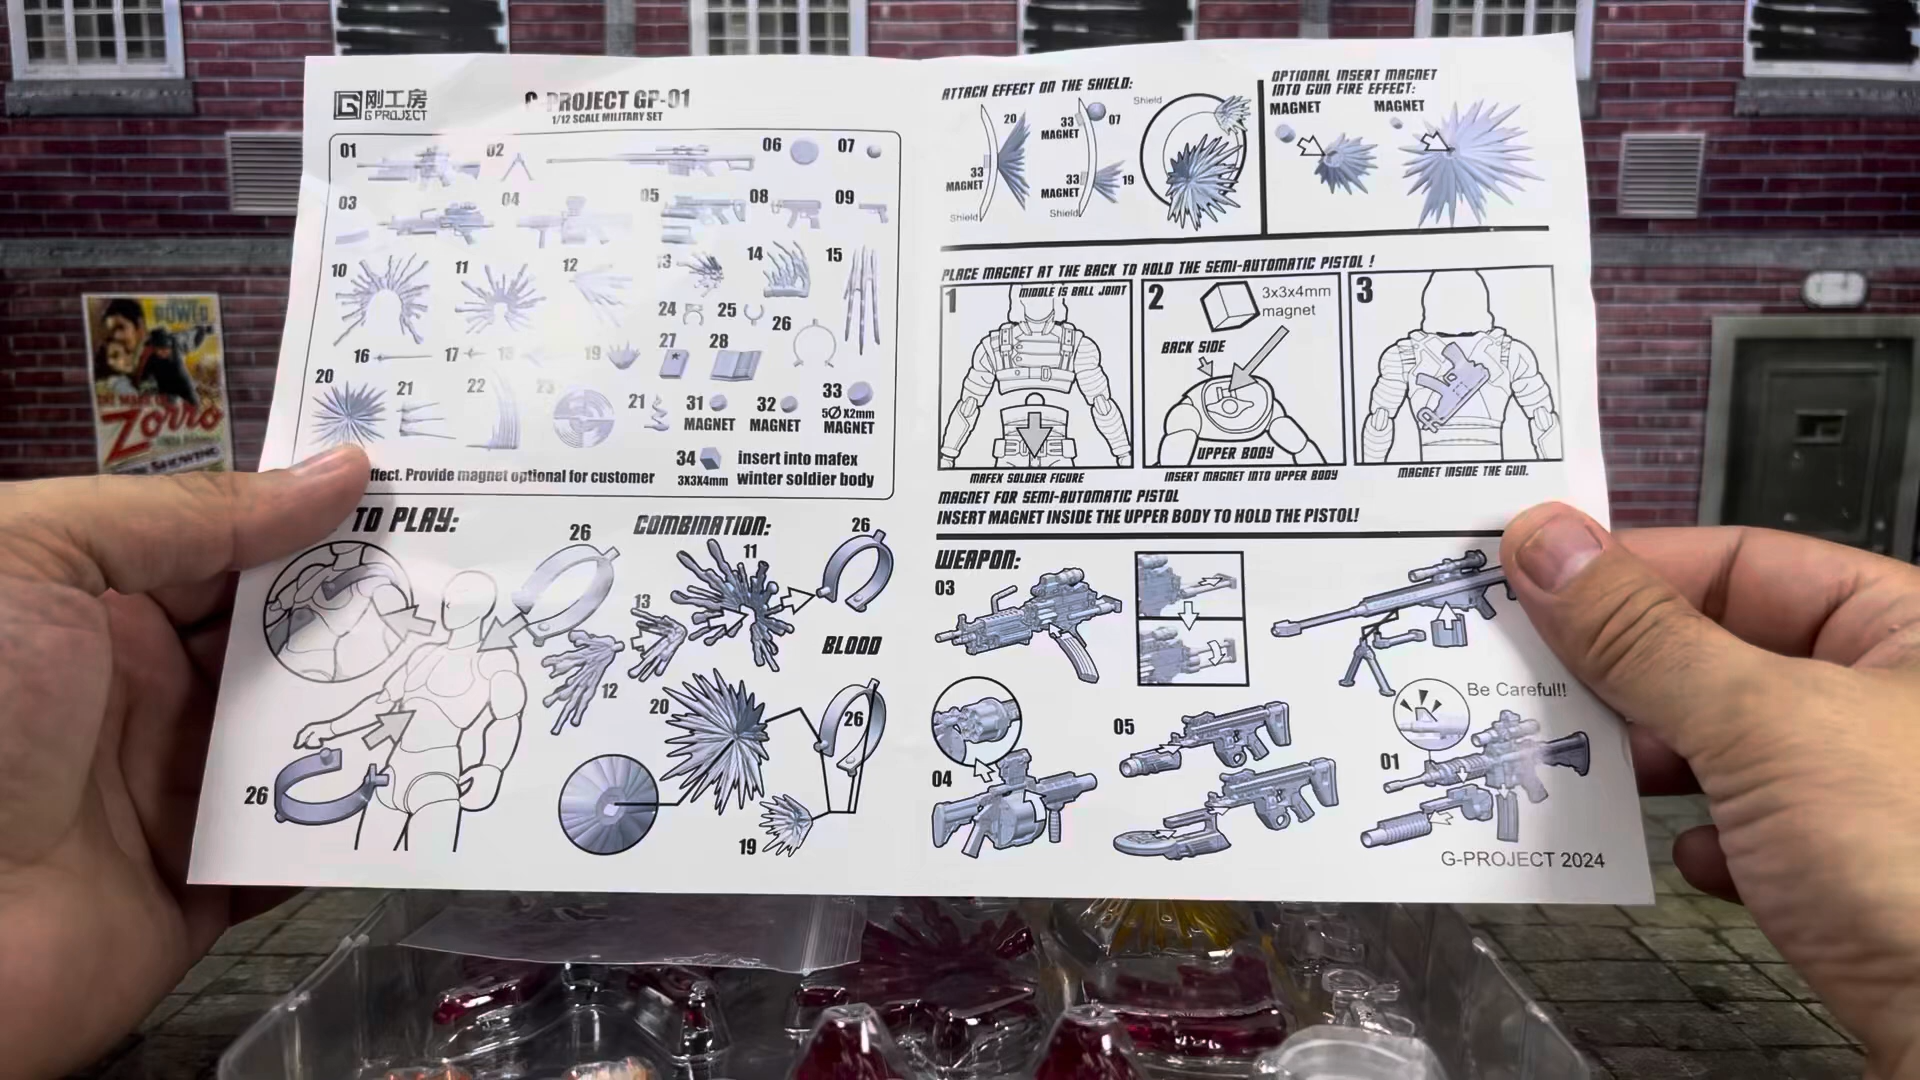 刚工房
G PROJECT
G-PROJECT GP-01
1/12 SCALE MILITARY SET
01
02
06
07
03
04
05
08
09
10
11
12
13
14
15
24
25
26
16
17
18
19
27
28
20
21
22
23
21
31
MAGNET
32
MAGNET
33
5Ø X2mm
MAGNET
34
3X3X4mm
insert into mafex
winter soldier body
ffect. Provide magnet optional for customer
TO PLAY:
26
26
COMBINATION:
11
26
13
12
BLOOD
20
26
19
ATTACH EFFECT ON THE SHIELD:
20
33
MAGNET
Shield
33
MAGNET
07
33
MAGNET
19
Shield
Shield
OPTIONAL INSERT MAGNET
INTO GUN FIRE EFFECT:
MAGNET
MAGNET
PLACE MAGNET AT THE BACK TO HOLD THE SEMI-AUTOMATIC PISTOL !
1
MIDDLE IS BALL JOINT
MAFEX SOLDIER FIGURE
2
3x3x4mm
magnet
BACK SIDE
UPPER BODY
INSERT MAGNET INTO UPPER BODY
3
MAGNET INSIDE THE GUN.
MAGNET FOR SEMI-AUTOMATIC PISTOL
INSERT MAGNET INSIDE THE UPPER BODY TO HOLD THE PISTOL!
WEAPON:
03
04
05
Be Careful!!
01
G-PROJECT 2024
POWER
Zorro